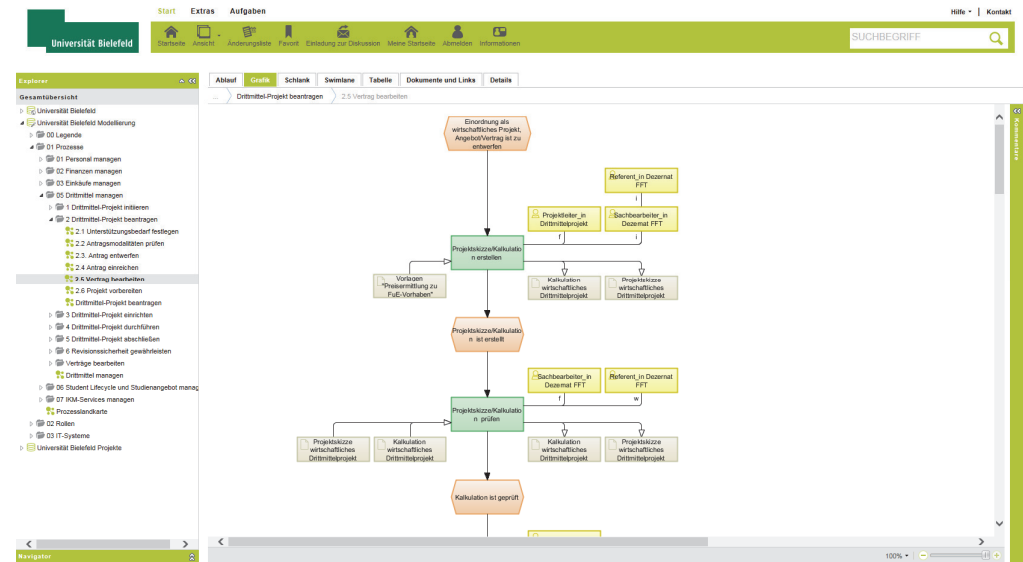 Start Extras Aufgaben
Hilfe | Kontakt
Universität Bielefeld
Startseite Ansicht Änderungsliste Favorit Einladung zur Diskussion Meine Startseite Abmelden Informationen
SUCHBEGRIFF
Explorer
Gesamtübersicht
Universität Bielefeld
Universität Bielefeld Modellierung
00 Legende
01 Prozesse
01 Personal managen
02 Finanzen managen
03 Einkäufe managen
05 Drittmittel managen
1 Drittmittel-Projekt initiieren
2 Drittmittel-Projekt beantragen
2.1 Unterstützungsbedarf festlegen
2.2 Antragsmodalitäten prüfen
2.3. Antrag entwerfen
2.4 Antrag einreichen
2.5 Vertrag bearbeiten
2.6 Projekt vorbereiten
Drittmittel-Projekt beantragen
3 Drittmittel-Projekt einrichten
4 Drittmittel-Projekt durchführen
5 Drittmittel-Projekt abschließen
6 Revisionssicherheit gewährleisten
Verträge bearbeiten
Drittmittel managen
06 Student Lifecycle und Studienangebot manag
07 IKM-Services managen
Prozesslandkarte
02 Rollen
03 IT-Systeme
Universität Bielefeld Projekte
Navigator
Ablauf Grafik Schlank Swimlane Tabelle Dokumente und Links Details
... Drittmittel-Projekt beantragen 2.5 Vertrag bearbeiten
Kommentare
Einordnung als
wirtschaftliches Projekt,
Angebot/Vertrag ist zu
entwerfen
Referent_in Dezernat
FFT
i
Projektleiter_in
Drittmittelprojekt
Sachbearbeiter_in
Dezernat FFT
f
i
Projektskizze/Kalkulatio
n erstellen
Vorlagen
"Preisermittlung zu
FuE-Vorhaben"
Kalkulation
wirtschaftliches
Drittmittelprojekt
Projektskizze
wirtschaftliches
Drittmittelprojekt
Projektskizze/Kalkulatio
n ist erstellt
Sachbearbeiter_in
Dezernat FFT
Referent_in Dezernat
FFT
f
w
Projektskizze/Kalkulatio
n prüfen
Projektskizze
wirtschaftliches
Drittmittelprojekt
Kalkulation
wirtschaftliches
Drittmittelprojekt
Kalkulation
wirtschaftliches
Drittmittelprojekt
Projektskizze
wirtschaftliches
Drittmittelprojekt
Kalkulation ist geprüft
100%